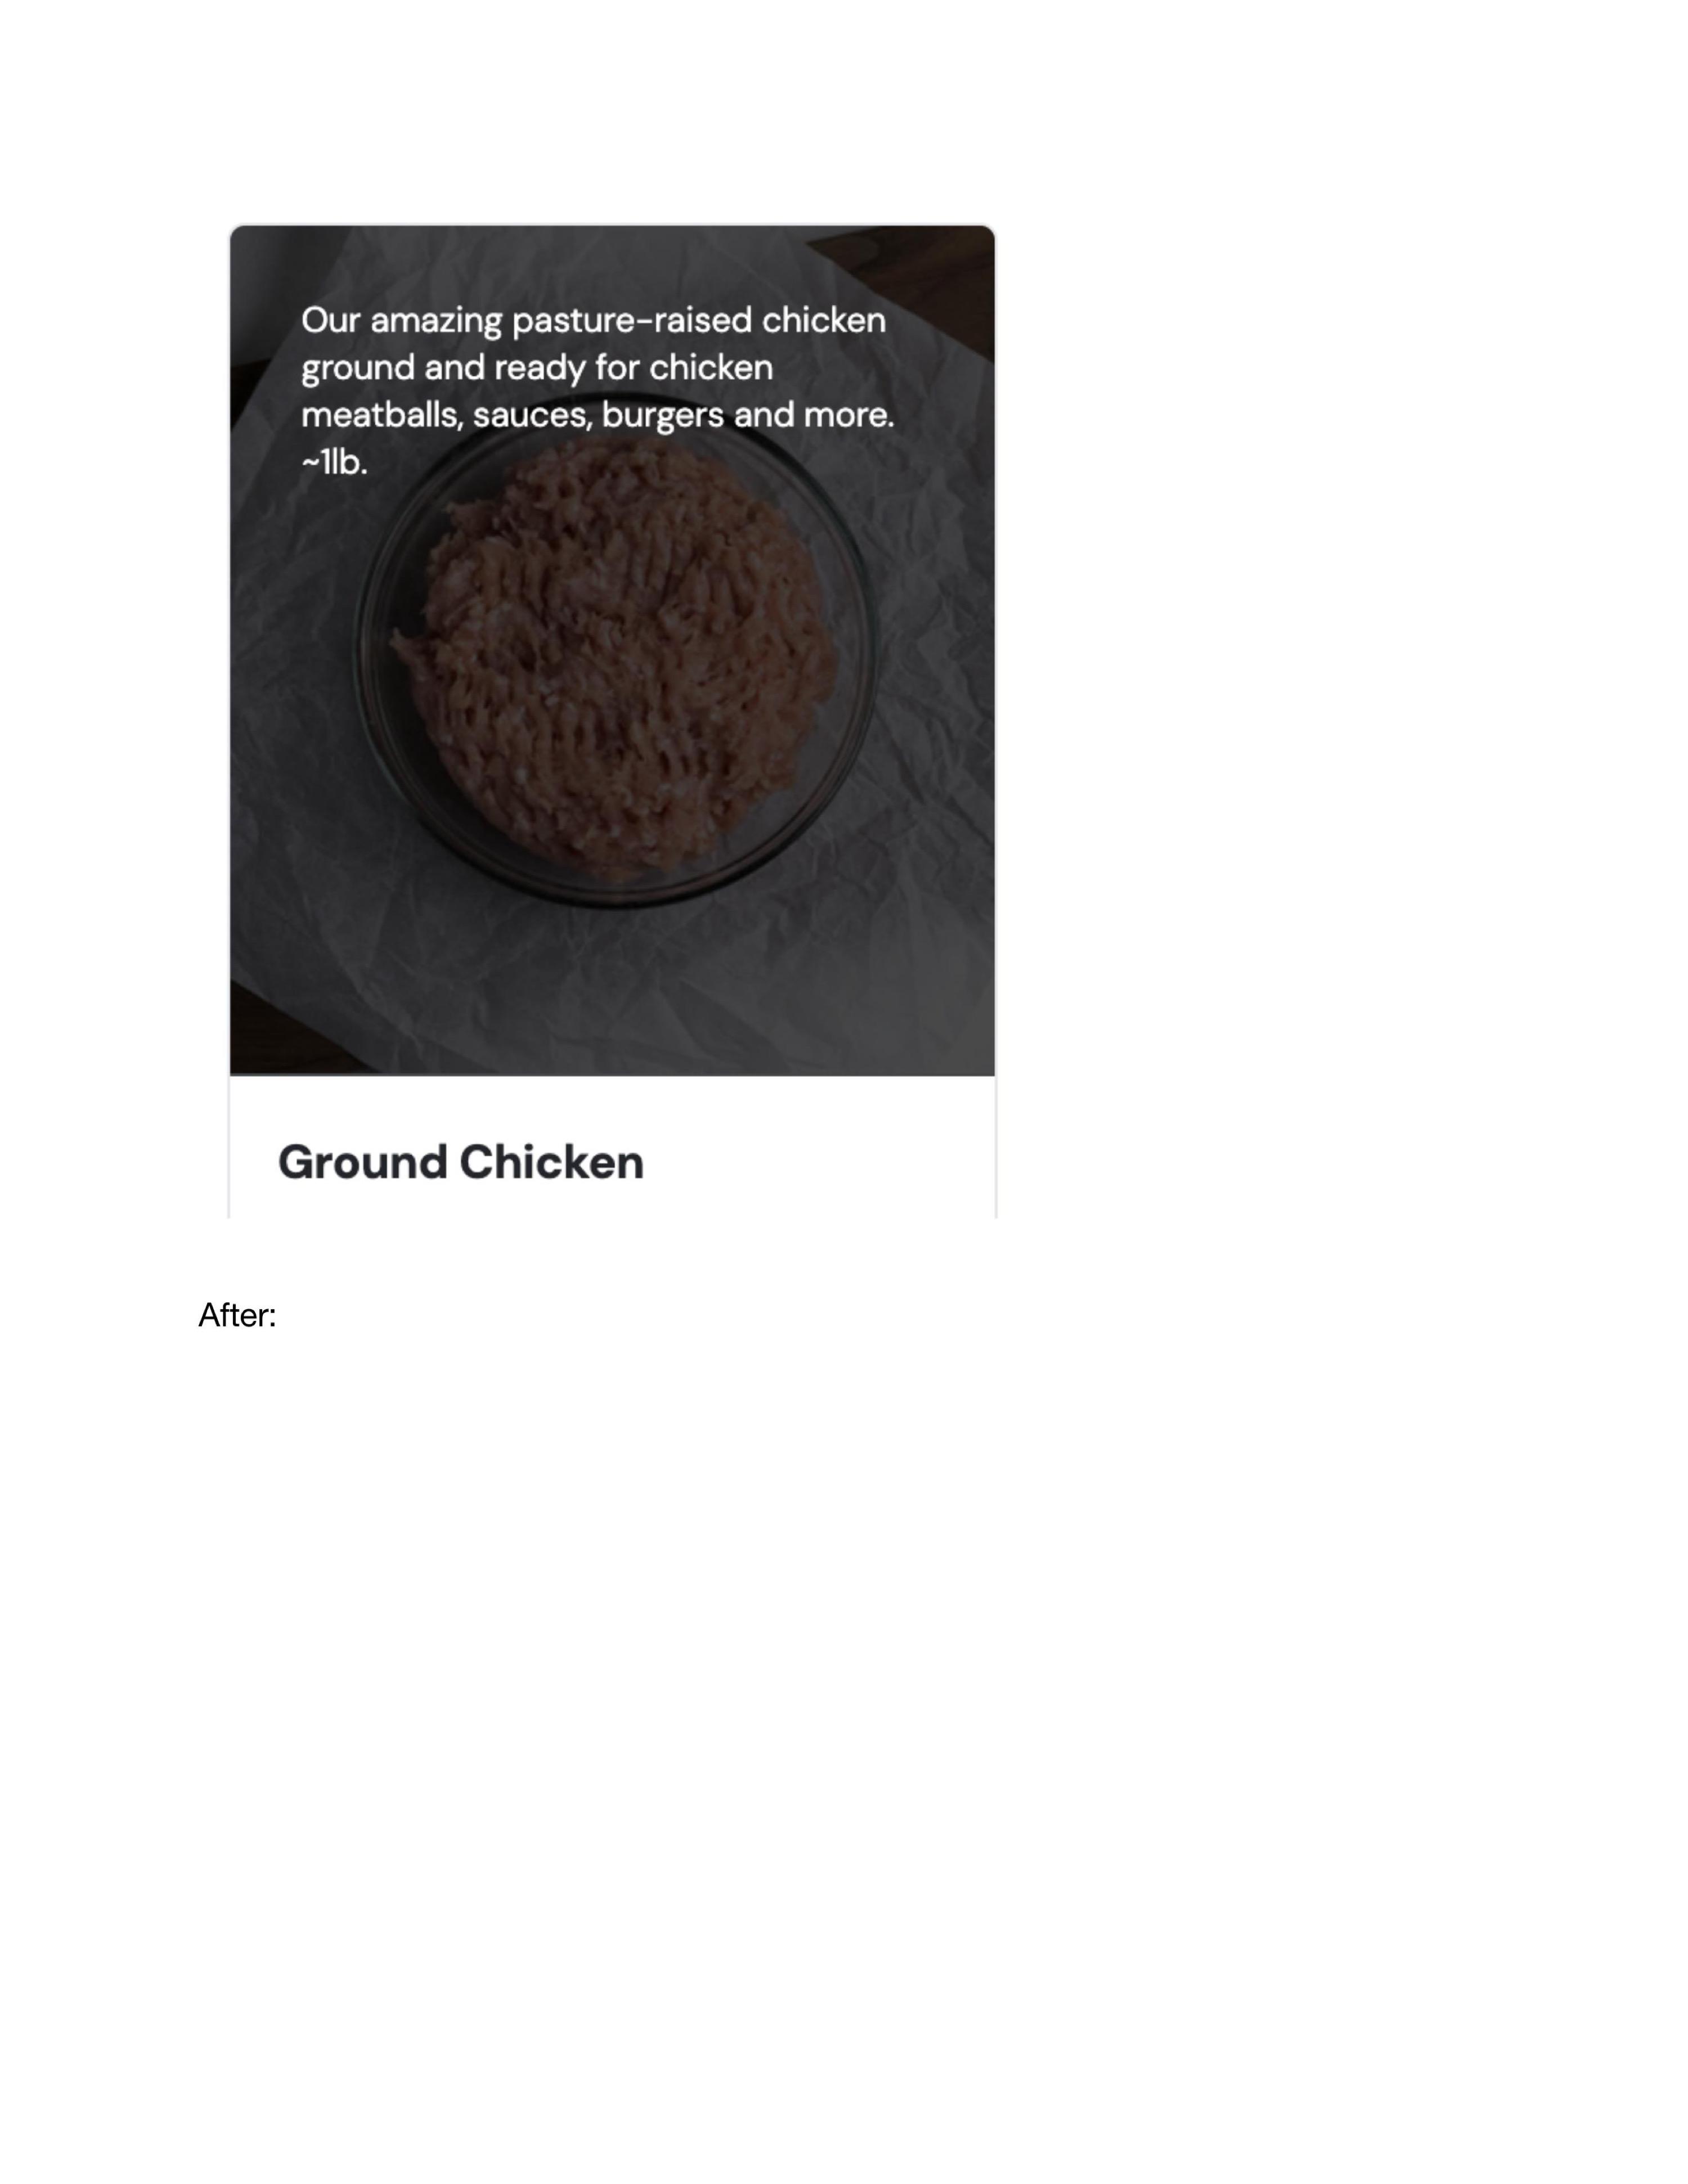 Our amazing pasture-raised chicken
ground and ready for chicken
meatballs, sauces, burgers and more.
~1lb.
Ground Chicken
After: